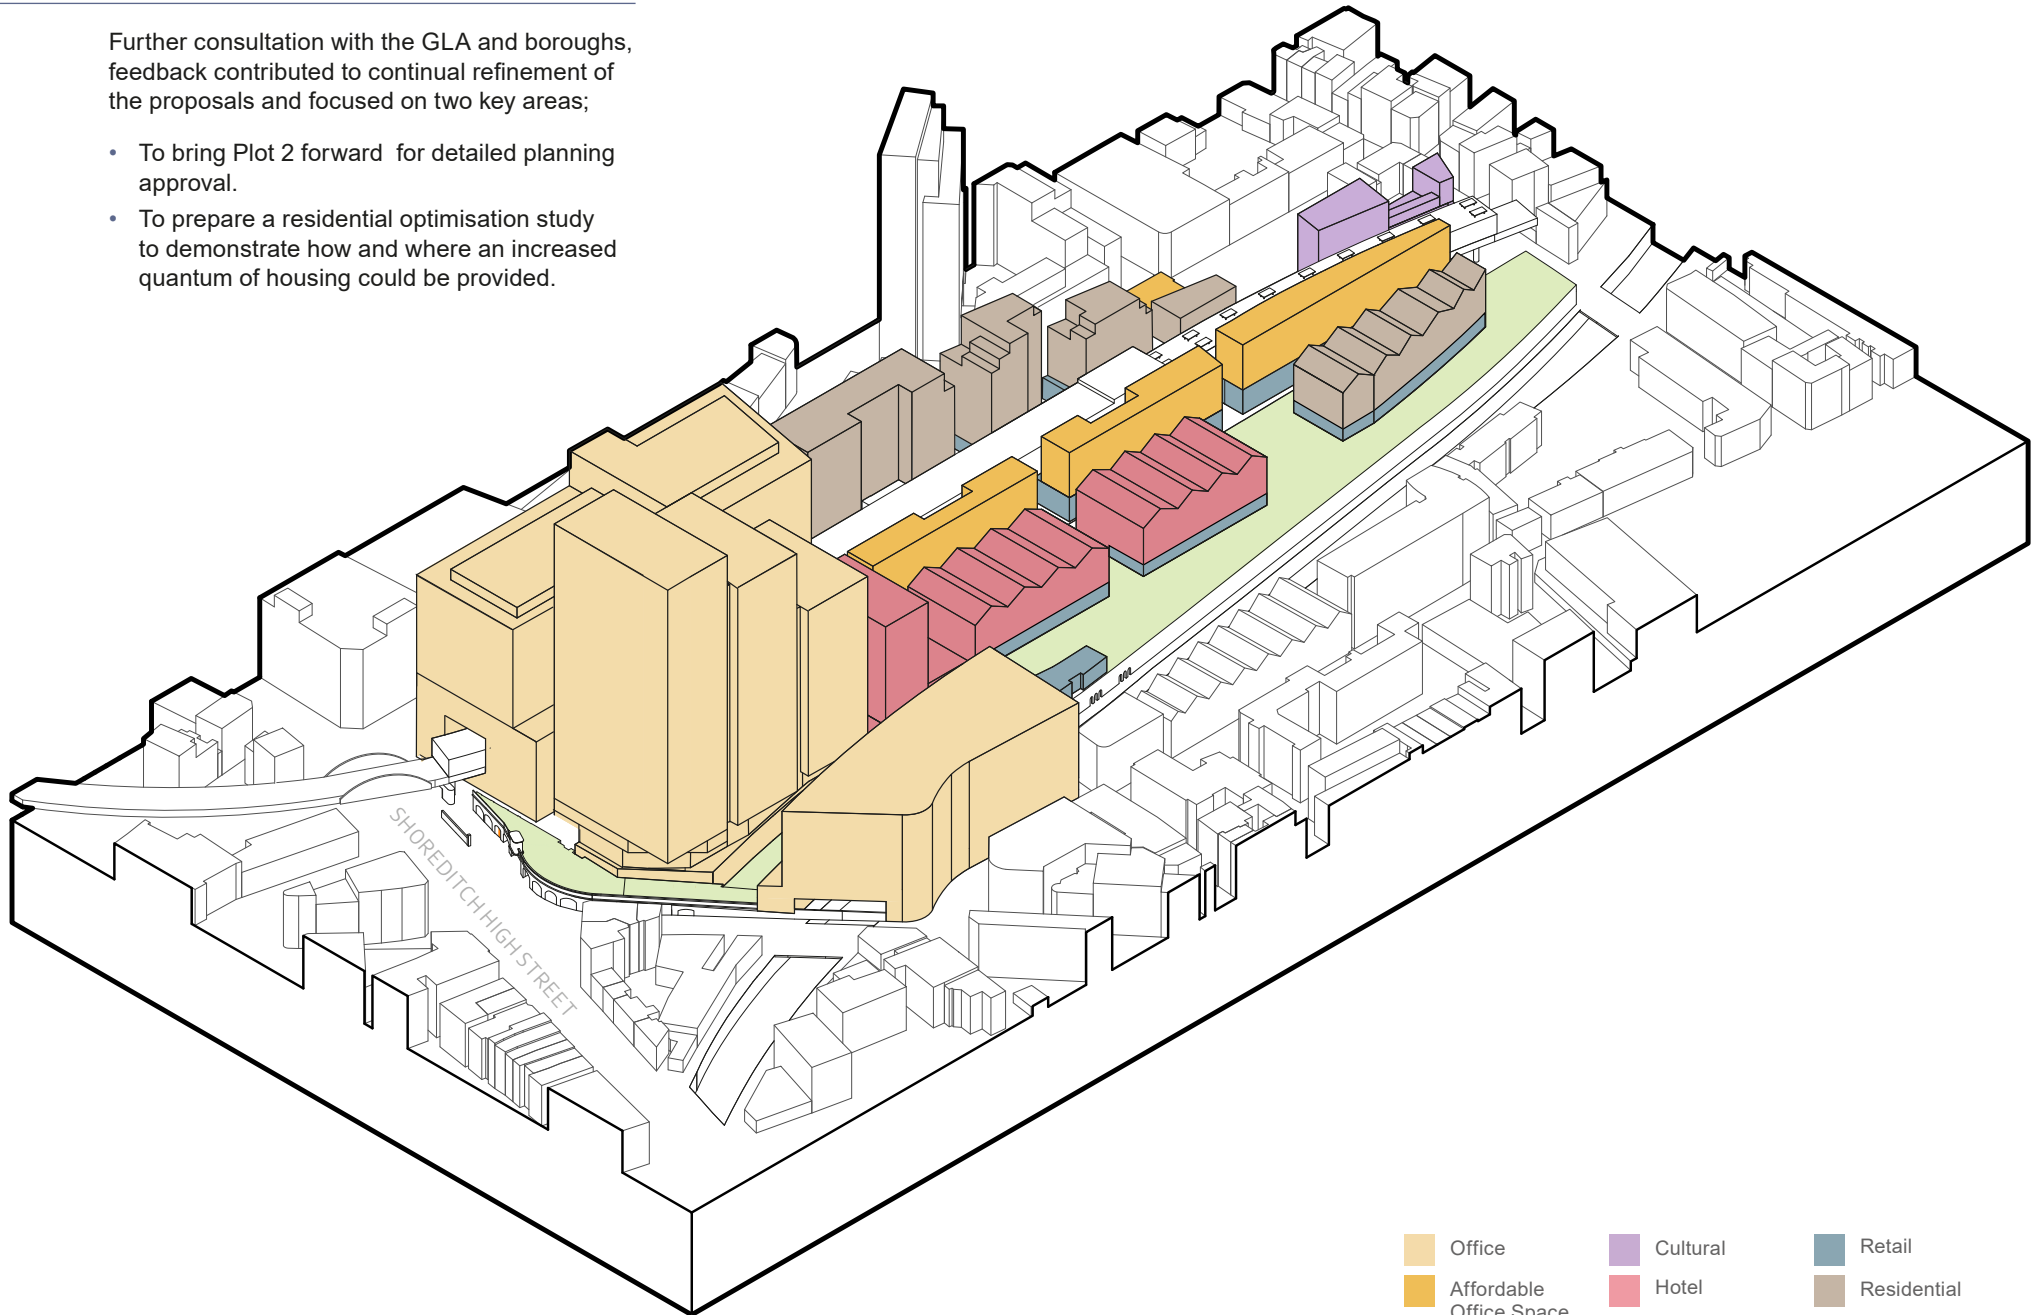 Further consultation with the GLA and boroughs,
feedback contributed to continual refinement of
the proposals and focused on two key areas;
• To bring Plot 2 forward for detailed planning
approval.
• To prepare a residential optimisation study
to demonstrate how and where an increased
quantum of housing could be provided.
SHOREDITCH HIGH STREET
Office
Affordable
Office Space
Cultural
Hotel
Retail
Residential